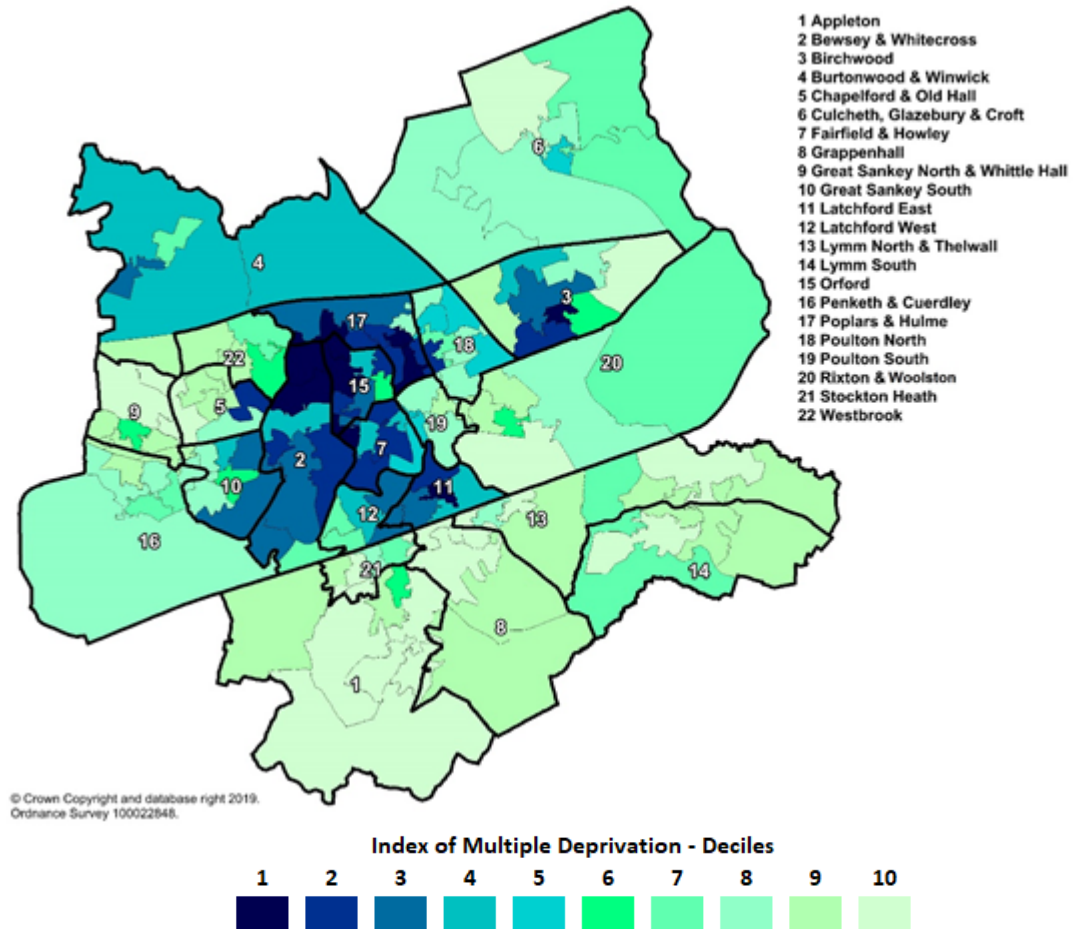 1 Appleton
2 Bewsey & Whitecross
3 Birchwood
4 Burtonwood & Winwick
5 Chapelford & Old Hall
6 Culcheth, Glazebury & Croft
7 Fairfield & Howley
8 Grappenhall
9 Great Sankey North & Whittle Hall
10 Great Sankey South
11 Latchford East
12 Latchford West
13 Lymm North & Thelwall
14 Lymm South
15 Orford
16 Penketh & Cuerdley
17 Poplars & Hulme
18 Poulton North
19 Poulton South
20 Rixton & Woolston
21 Stockton Heath
22 Westbrook
6
4
3
17
18
22
20
15
5
9
19
7
2
10
11
12
13
16
21
14
8
1
© Crown Copyright and database right 2019.
Ordnance Survey 100022848.
Index of Multiple Deprivation - Deciles
1 2 3 4 5 6 7 8 9 10